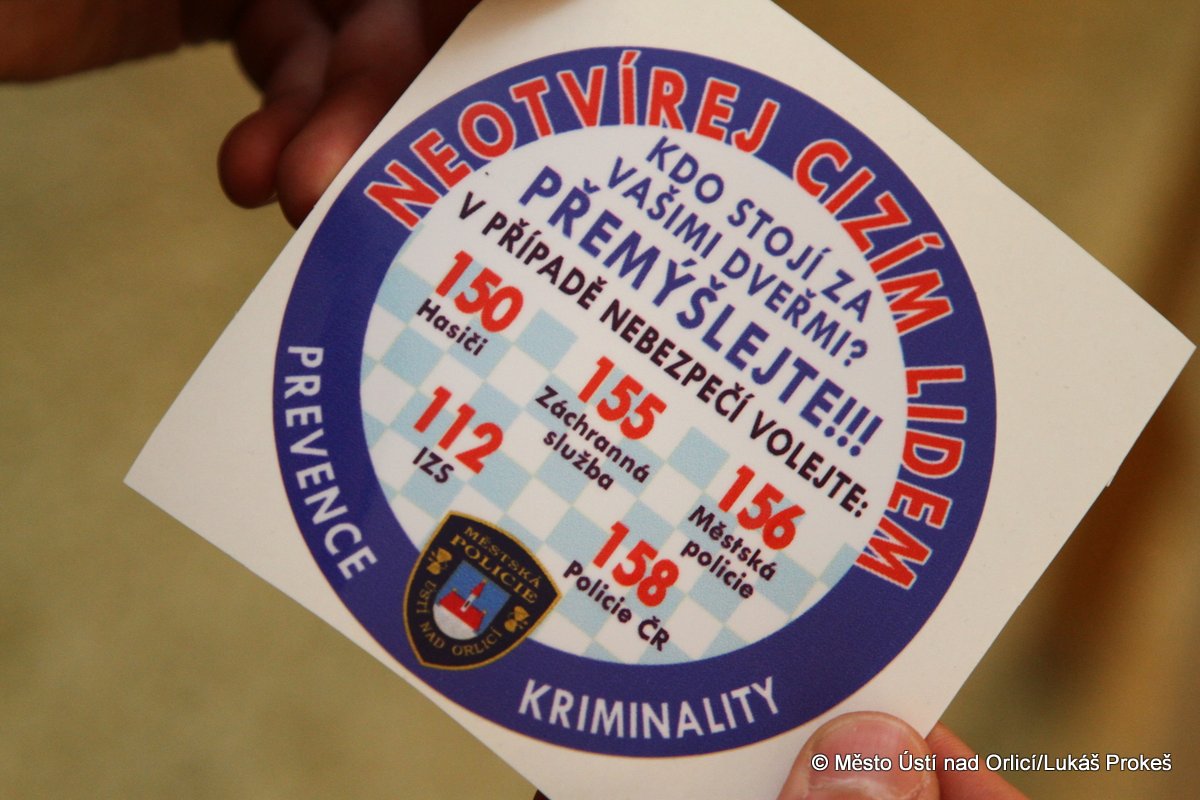 NEOTVÍREJ CIZÍM LIDEM
KDO STOJÍ ZA
VAŠIMI DVEŘMI?
PŘEMÝŠLEJTE!!!
V PŘÍPADĚ NEBEZPEČÍ VOLEJTE:
150
Hasiči
155
Záchranná
služba
156
Městská
policie
112
IZS
158
Policie ČR
MĚSTSKÁ
POLICIE
ÚSTÍ NAD ORLICÍ
PREVENCE
KRIMINALITY
© Město Ústí nad Orlicí/Lukáš Prokeš